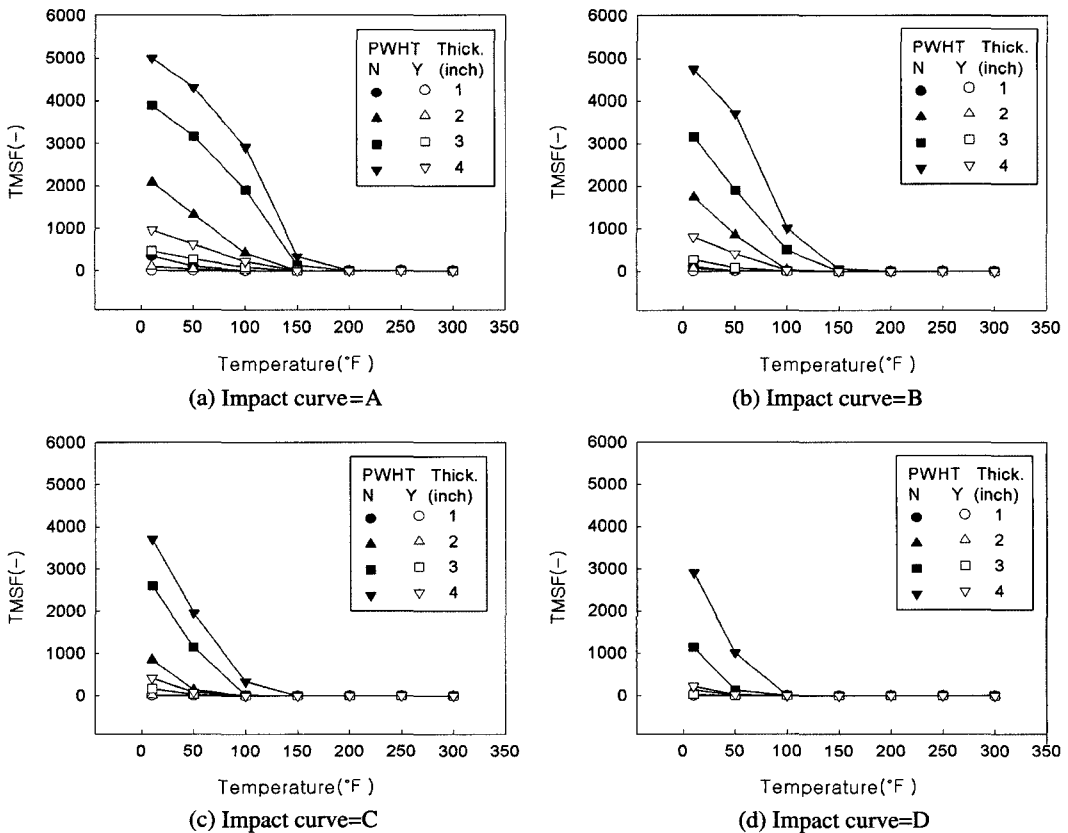 6000
5000
4000
3000
2000
1000
0
TMSF(-)
PWHT Thick.
N Y (inch)
1
2
3
4
0 50 100 150 200 250 300 350
Temperature(°F )
(a) Impact curve=A
6000
5000
4000
3000
2000
1000
0
TMSF(-)
PWHT Thick.
N Y (inch)
1
2
3
4
0 50 100 150 200 250 300 350
Temperature(°F )
(b) Impact curve=B
6000
5000
4000
3000
2000
1000
0
TMSF(-)
PWHT Thick.
N Y (inch)
1
2
3
4
0 50 100 150 200 250 300 350
Temperature(°F )
(c) Impact curve=C
6000
5000
4000
3000
2000
1000
0
TMSF(-)
PWHT Thick.
N Y (inch)
1
2
3
4
0 50 100 150 200 250 300 350
Temperature(°F )
(d) Impact curve=D